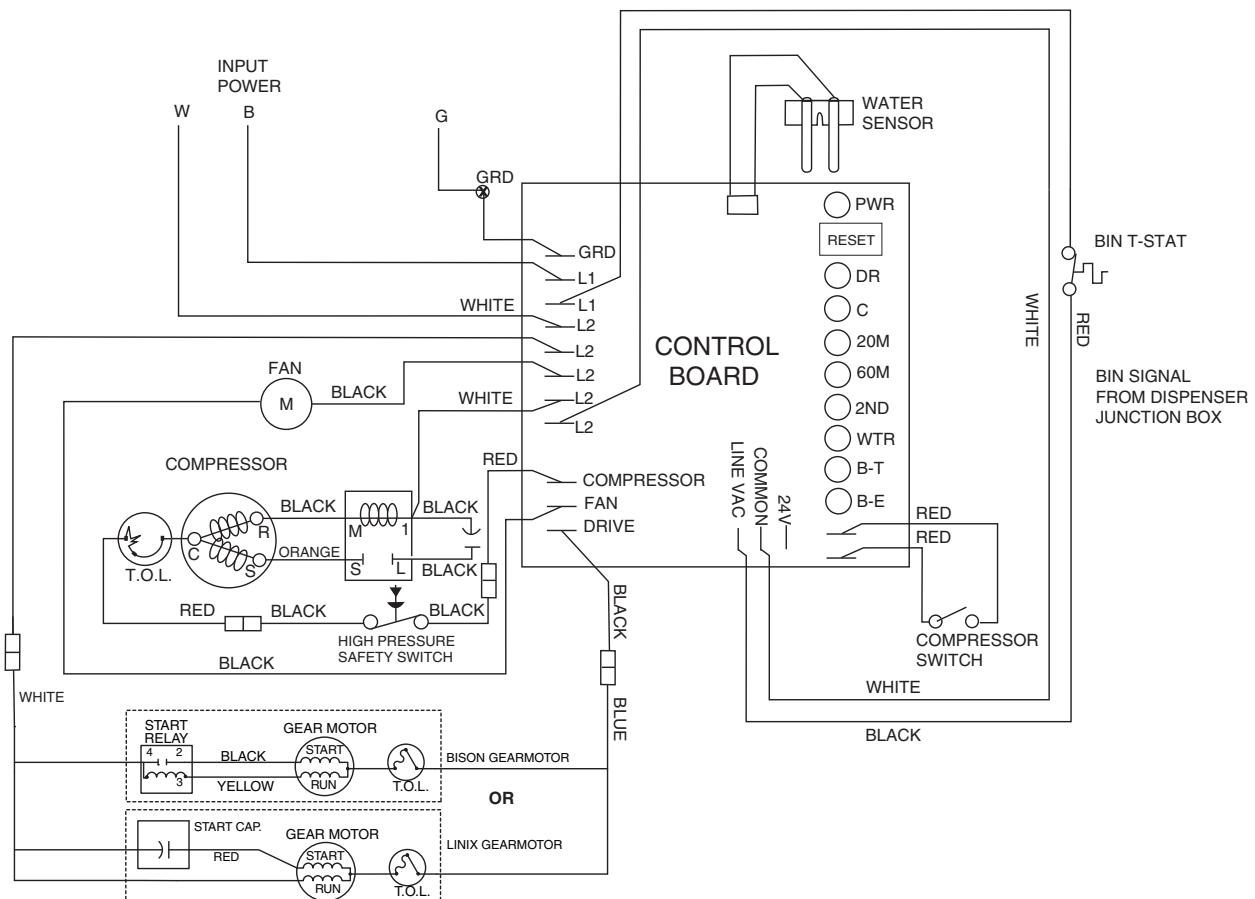 INPUT
POWER
W
B
G
GRD
WATER
SENSOR
PWR
RESET
DR
C
20M
60M
2ND
WTR
B-T
B-E
GRD
L1
L1
L2
L2
L2
L2
L2
WHITE
WHITE
CONTROL
BOARD
BIN T-STAT
WHITE
RED
BIN SIGNAL
FROM DISPENSER
JUNCTION BOX
FAN
M
BLACK
COMPRESSOR
RED
COMPRESSOR
FAN
DRIVE
LINE VAC
COMMON
24V
RED
RED
COMPRESSOR
SWITCH
WHITE
BLACK
BLACK
BLACK
M
1
R
C
S
ORANGE
S
L
BLACK
T.O.L.
RED
BLACK
BLACK
HIGH PRESSURE
SAFETY SWITCH
BLACK
BLACK
BLUE
WHITE
START
RELAY
4
2
3
BLACK
YELLOW
GEAR MOTOR
START
RUN
T.O.L.
BISON GEARMOTOR
OR
START CAP.
RED
GEAR MOTOR
START
RUN
T.O.L.
LINIX GEARMOTOR